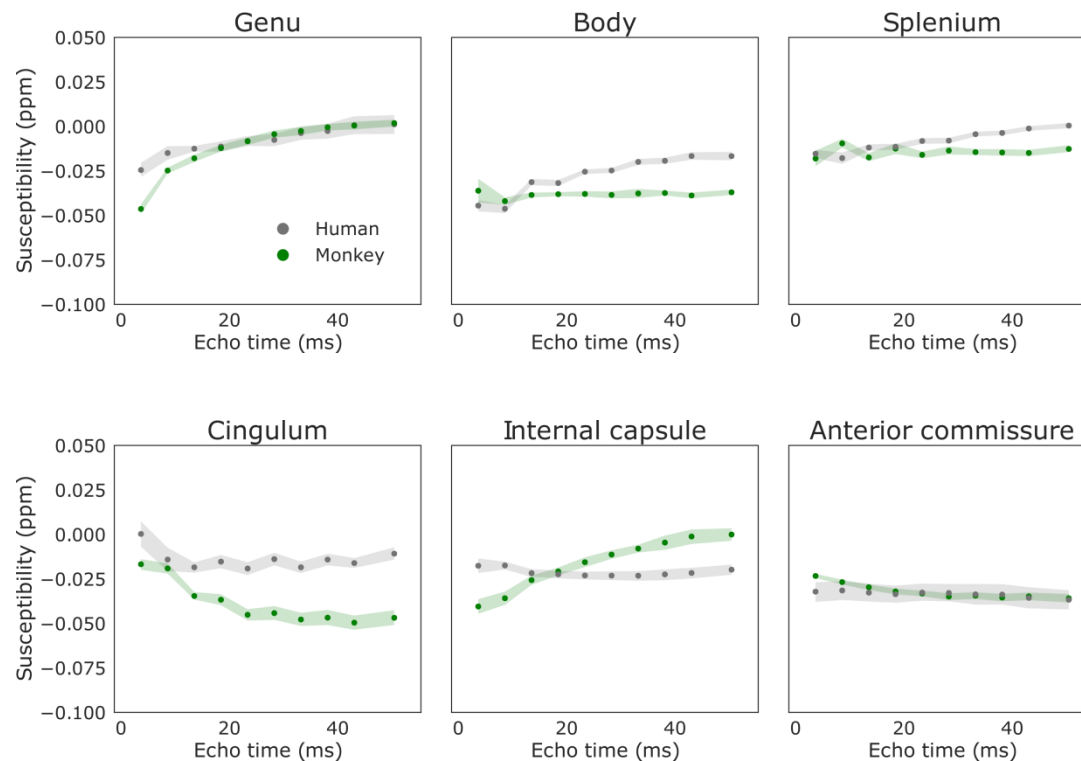 Genu
Body
Splenium
Susceptibility (ppm)
0.050
0.025
0.000
−0.025
−0.050
−0.075
−0.100
Human
Monkey
0 20 40
0 20 40
0 20 40
Echo time (ms)
Echo time (ms)
Echo time (ms)
Cingulum
Internal capsule
Anterior commissure
Susceptibility (ppm)
0.050
0.025
0.000
−0.025
−0.050
−0.075
−0.100
0 20 40
0 20 40
0 20 40
Echo time (ms)
Echo time (ms)
Echo time (ms)